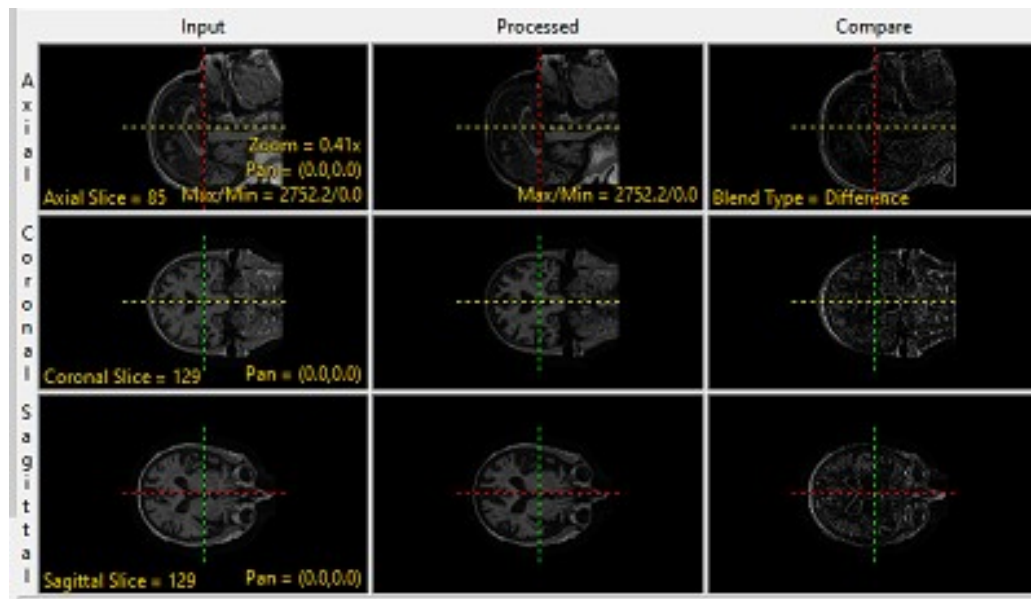 Input Processed Compare
Axial
Zoom = 0.41x
Pan = (0.0,0.0)
Axial Slice = 85 Max/Min = 2752.2/0.0 Max/Min = 2752.2/0.0 Blend Type = Difference
Coronal
Coronal Slice = 129 Pan = (0.0,0.0)
Sagittal
Sagittal Slice = 129 Pan = (0.0,0.0)